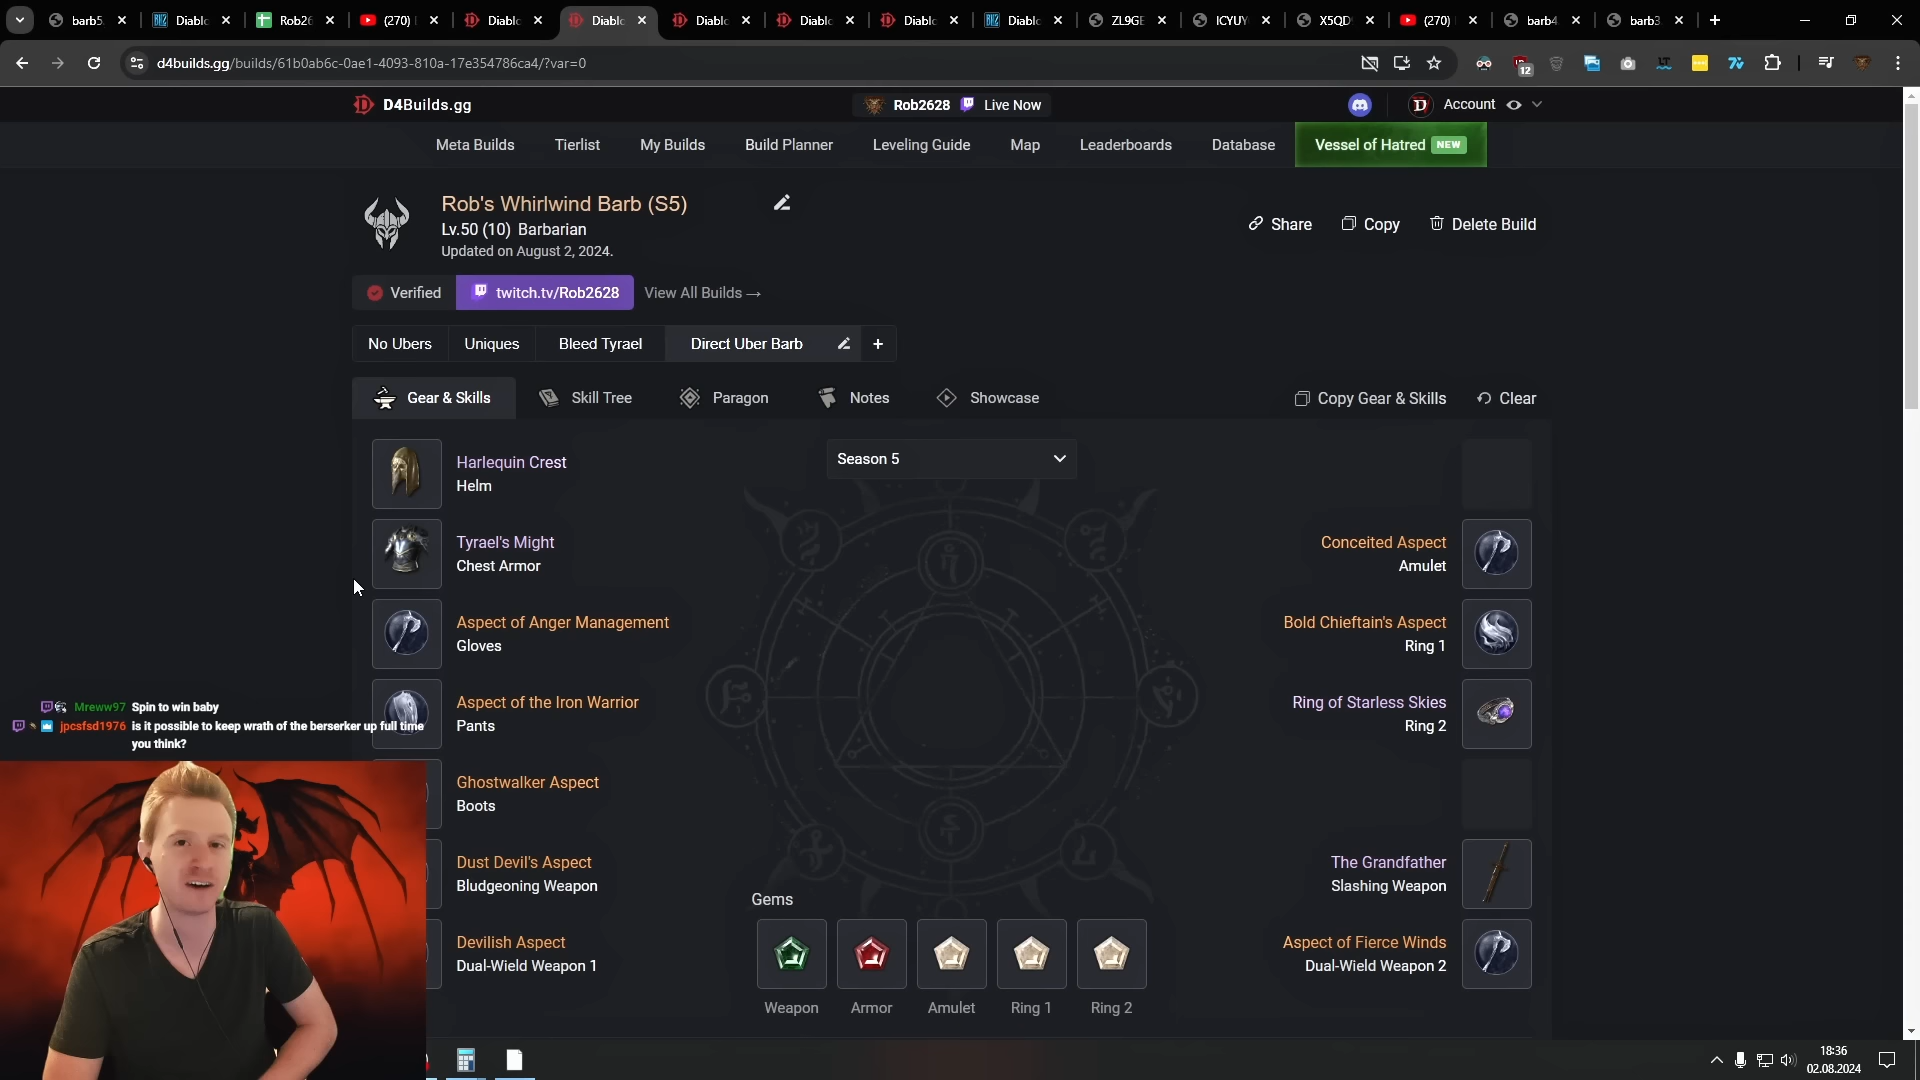 barb5.
Diablo
Rob26
(270)
Diablo
Diablo
Diablo
Diablo
Diablo
Diablo
ZL9GE
ICYUY
X5QD
(270)
barb4
barb3
d4builds.gg/builds/61b0ab6c-0ae1-4093-810a-17e354786ca4/?var=0
12
D4Builds.gg
Rob2628 Live Now
Account
Meta Builds Tierlist My Builds Build Planner Leveling Guide Map Leaderboards Database Vessel of Hatred NEW
Rob's Whirlwind Barb (S5)
Lv.50 (10) Barbarian
Updated on August 2, 2024.
Share Copy Delete Build
Verified twitch.tv/Rob2628 View All Builds →
No Ubers Uniques Bleed Tyrael Direct Uber Barb +
Gear & Skills Skill Tree Paragon Notes Showcase Copy Gear & Skills Clear
Season 5
Harlequin Crest
Helm
Tyrael's Might
Chest Armor
Conceited Aspect
Amulet
Aspect of Anger Management
Gloves
Bold Chieftain's Aspect
Ring 1
Aspect of the Iron Warrior
Pants
Ring of Starless Skies
Ring 2
Mreww97 Spin to win baby
jpcsfsd1976 is it possible to keep wrath of the berserker up full time
you think?
Ghostwalker Aspect
Boots
Dust Devil's Aspect
Bludgeoning Weapon
The Grandfather
Slashing Weapon
Devilish Aspect
Dual-Wield Weapon 1
Aspect of Fierce Winds
Dual-Wield Weapon 2
Gems
Weapon Armor Amulet Ring 1 Ring 2
18:36
02.08.2024